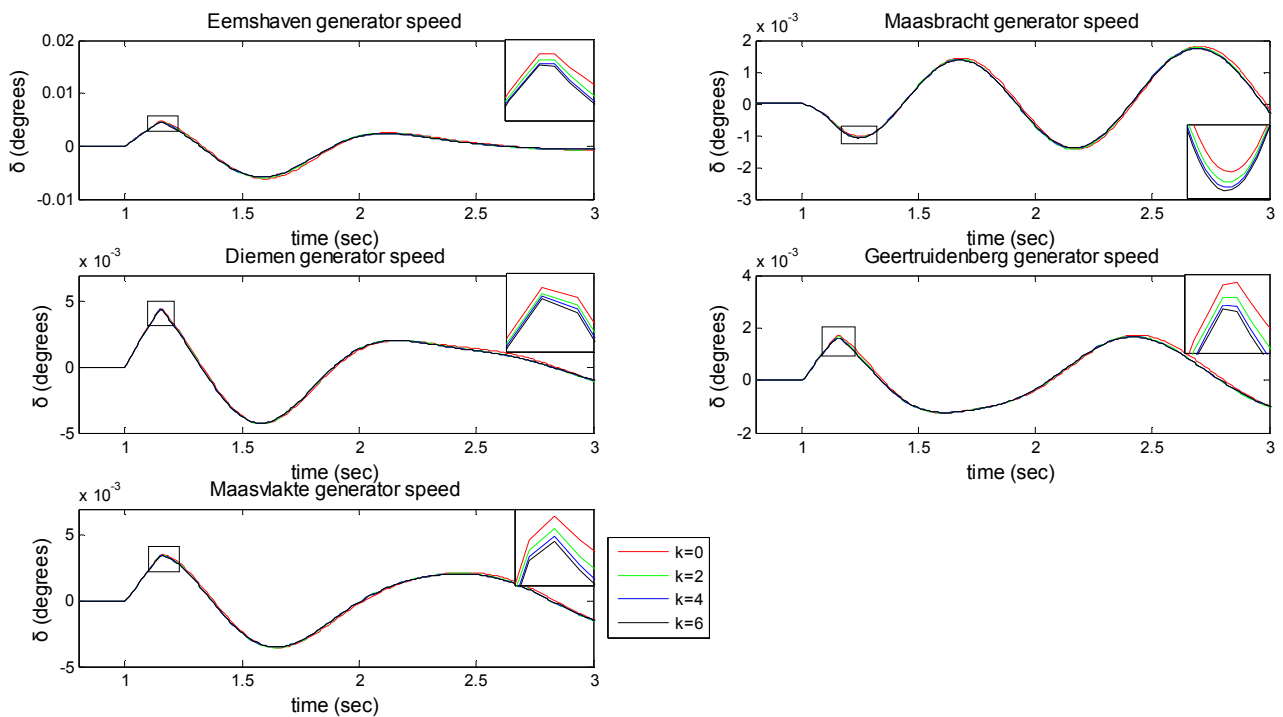 Eemshaven generator speed
0.02
0.01
0
-0.01
δ (degrees)
1 1.5 2 2.5 3
time (sec)
Maasbracht generator speed
x 10⁻³
2
1
0
-1
-2
-3
δ (degrees)
1 1.5 2 2.5 3
time (sec)
Diemen generator speed
x 10⁻³
5
0
-5
δ (degrees)
1 1.5 2 2.5 3
time (sec)
Geertruidenberg generator speed
x 10⁻³
4
2
0
-2
δ (degrees)
1 1.5 2 2.5 3
time (sec)
Maasvlakte generator speed
x 10⁻³
5
0
-5
δ (degrees)
1 1.5 2 2.5 3
time (sec)
k=0
k=2
k=4
k=6